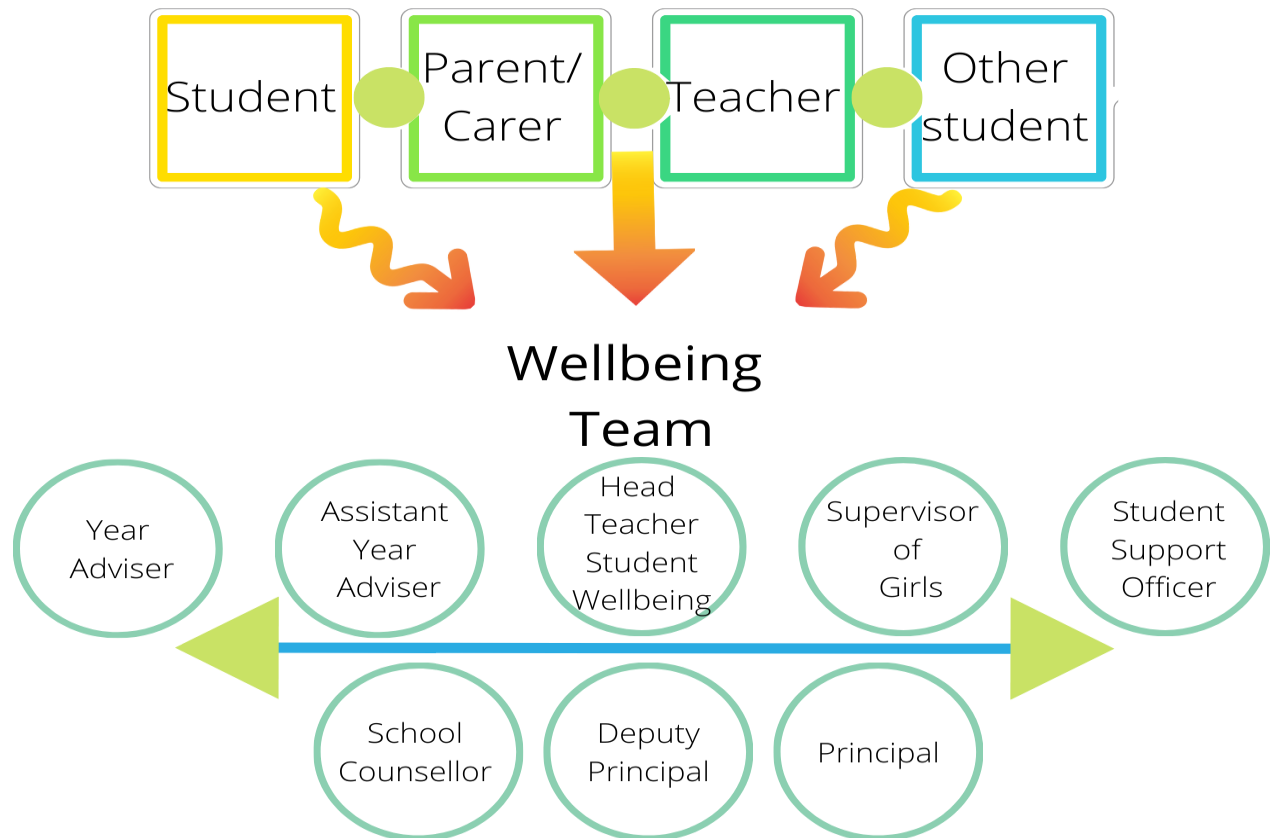 Student
Parent/
Carer
Teacher
Other
student
Wellbeing
Team
Year
Adviser
Assistant
Year
Adviser
Head
Teacher
Student
Wellbeing
Supervisor
of
Girls
Student
Support
Officer
School
Counsellor
Deputy
Principal
Principal